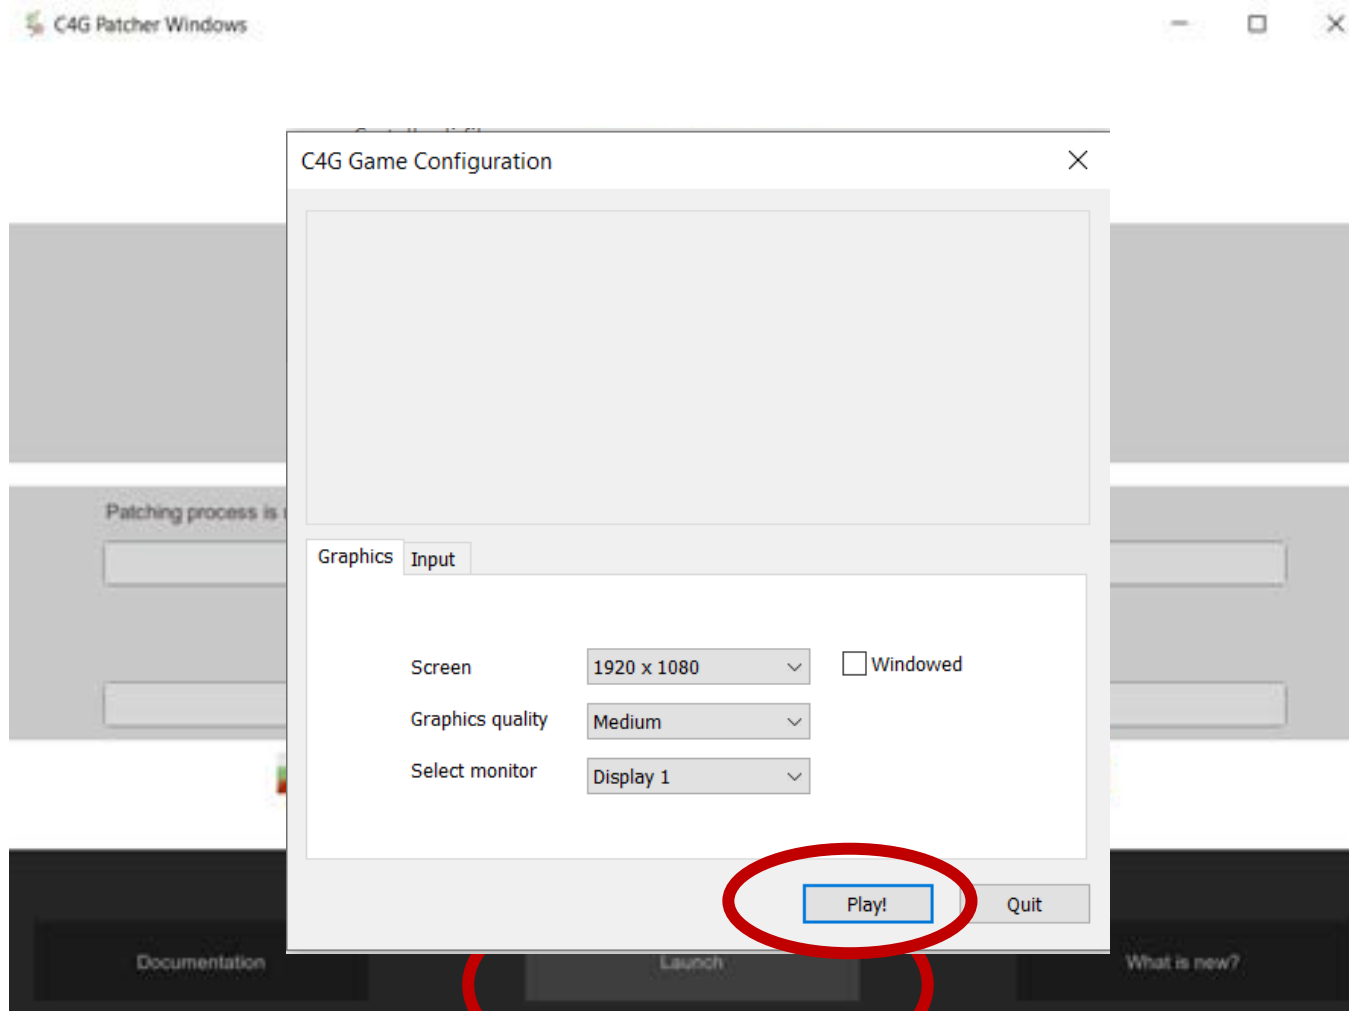 C4G Patcher Windows
C4G Game Configuration
Patching process is
Graphics
Input
Screen
1920 x 1080
Windowed
Graphics quality
Medium
Select monitor
Display 1
Play!
Quit
Documentation
Launch
What is new?